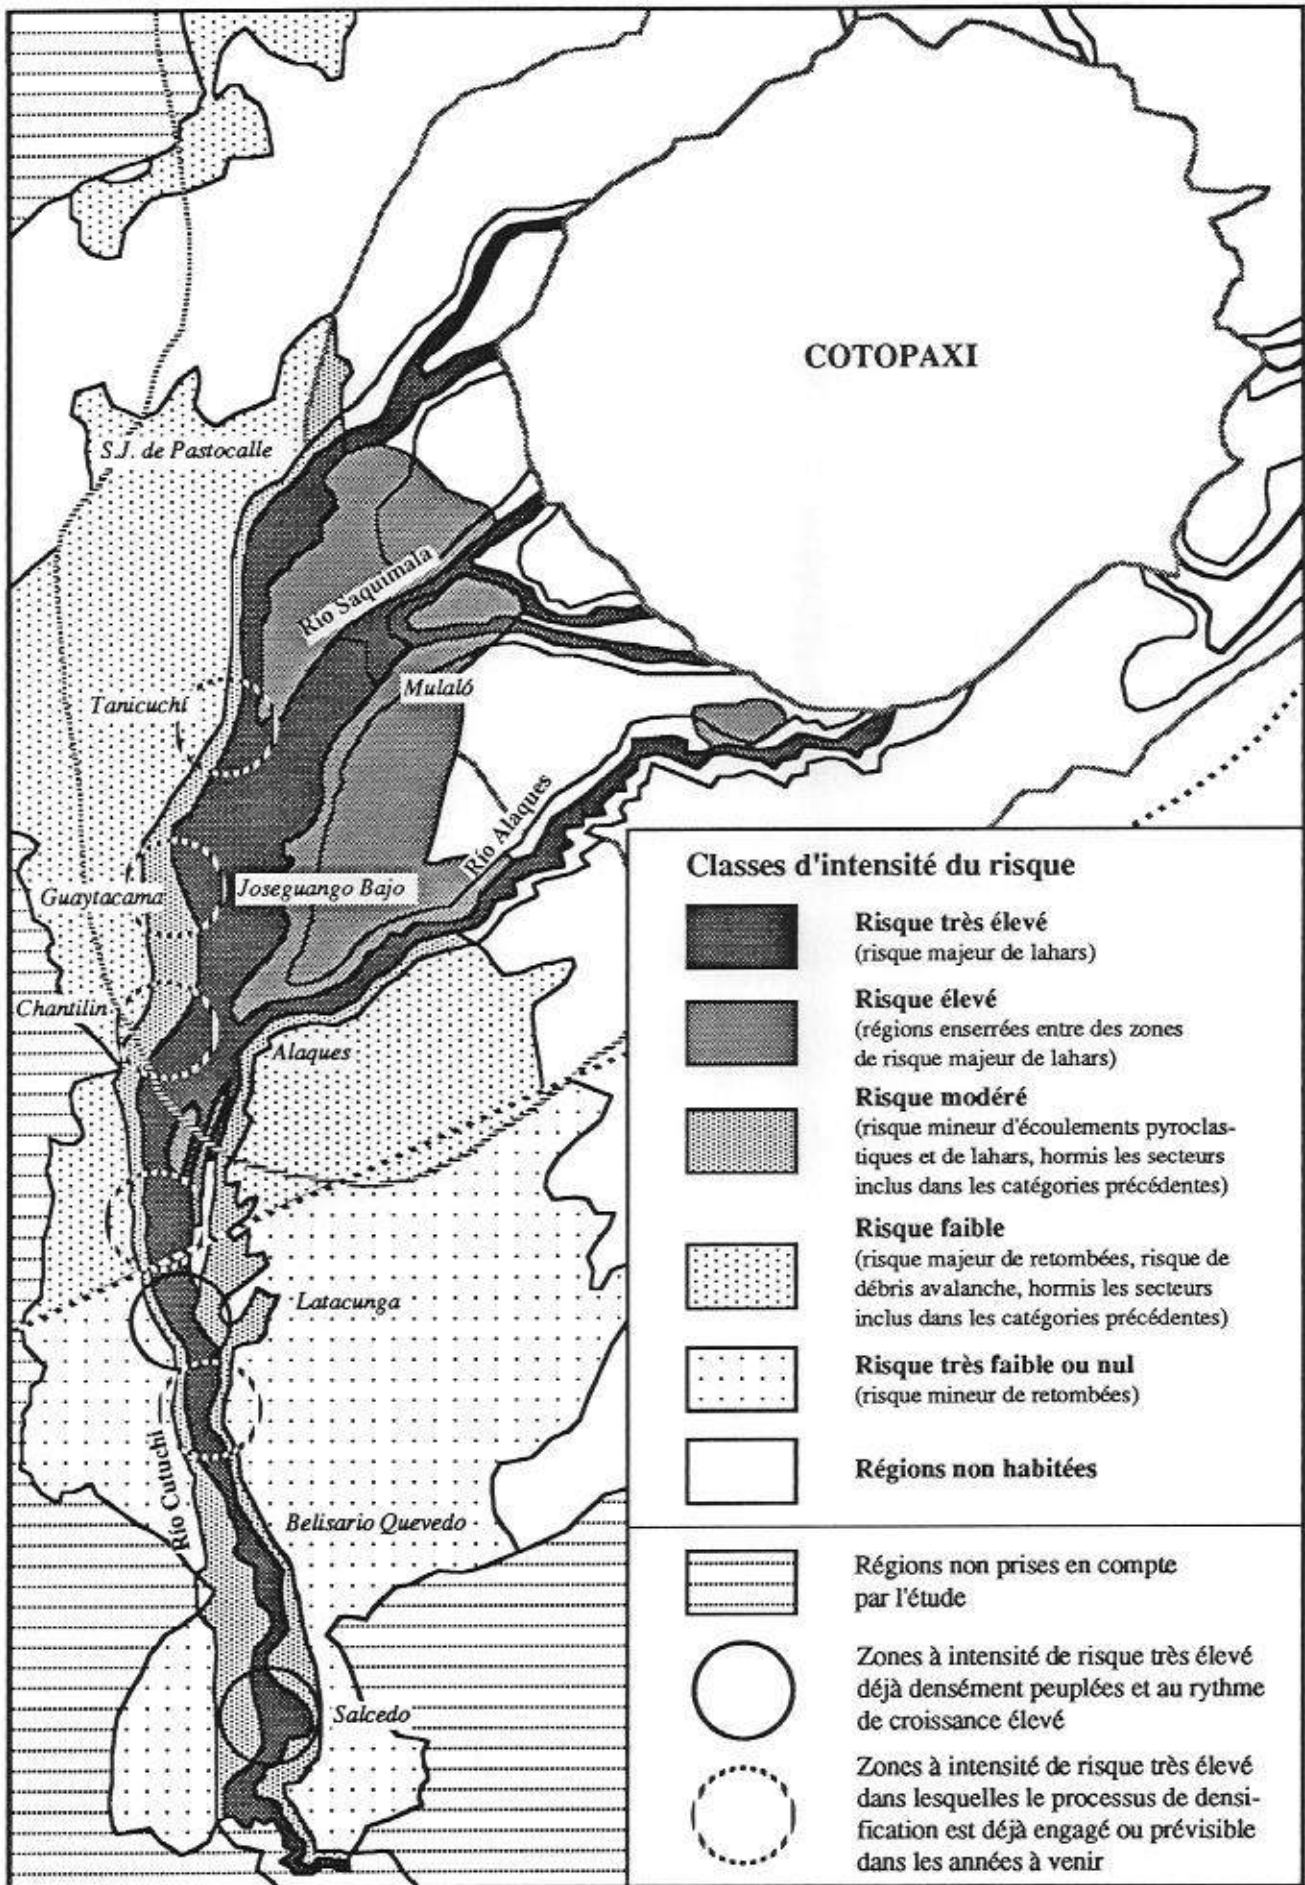 COTOPAXI
S.J. de Pastocalle
Río Saquimala
Mulaló
Tanicuchí
Río Alaques
Guaytacama
Joseguango Bajo
Chantilin
Alaques
Latacunga
Río Cutuchi
Belisario Quevedo
Salcedo
Classes d'intensité du risque
Risque très élevé
(risque majeur de lahars)
Risque élevé
(régions enserrées entre des zones
de risque majeur de lahars)
Risque modéré
(risque mineur d'écoulements pyroclas-
tiques et de lahars, hormis les secteurs
inclus dans les catégories précédentes)
Risque faible
(risque majeur de retombées, risque de
débris avalanche, hormis les secteurs
inclus dans les catégories précédentes)
Risque très faible ou nul
(risque mineur de retombées)
Régions non habitées
Régions non prises en compte
par l'étude
Zones à intensité de risque très élevé
déjà densément peuplées et au rythme
de croissance élevé
Zones à intensité de risque très élevé
dans lesquelles le processus de densi-
fication est déjà engagé ou prévisible
dans les années à venir